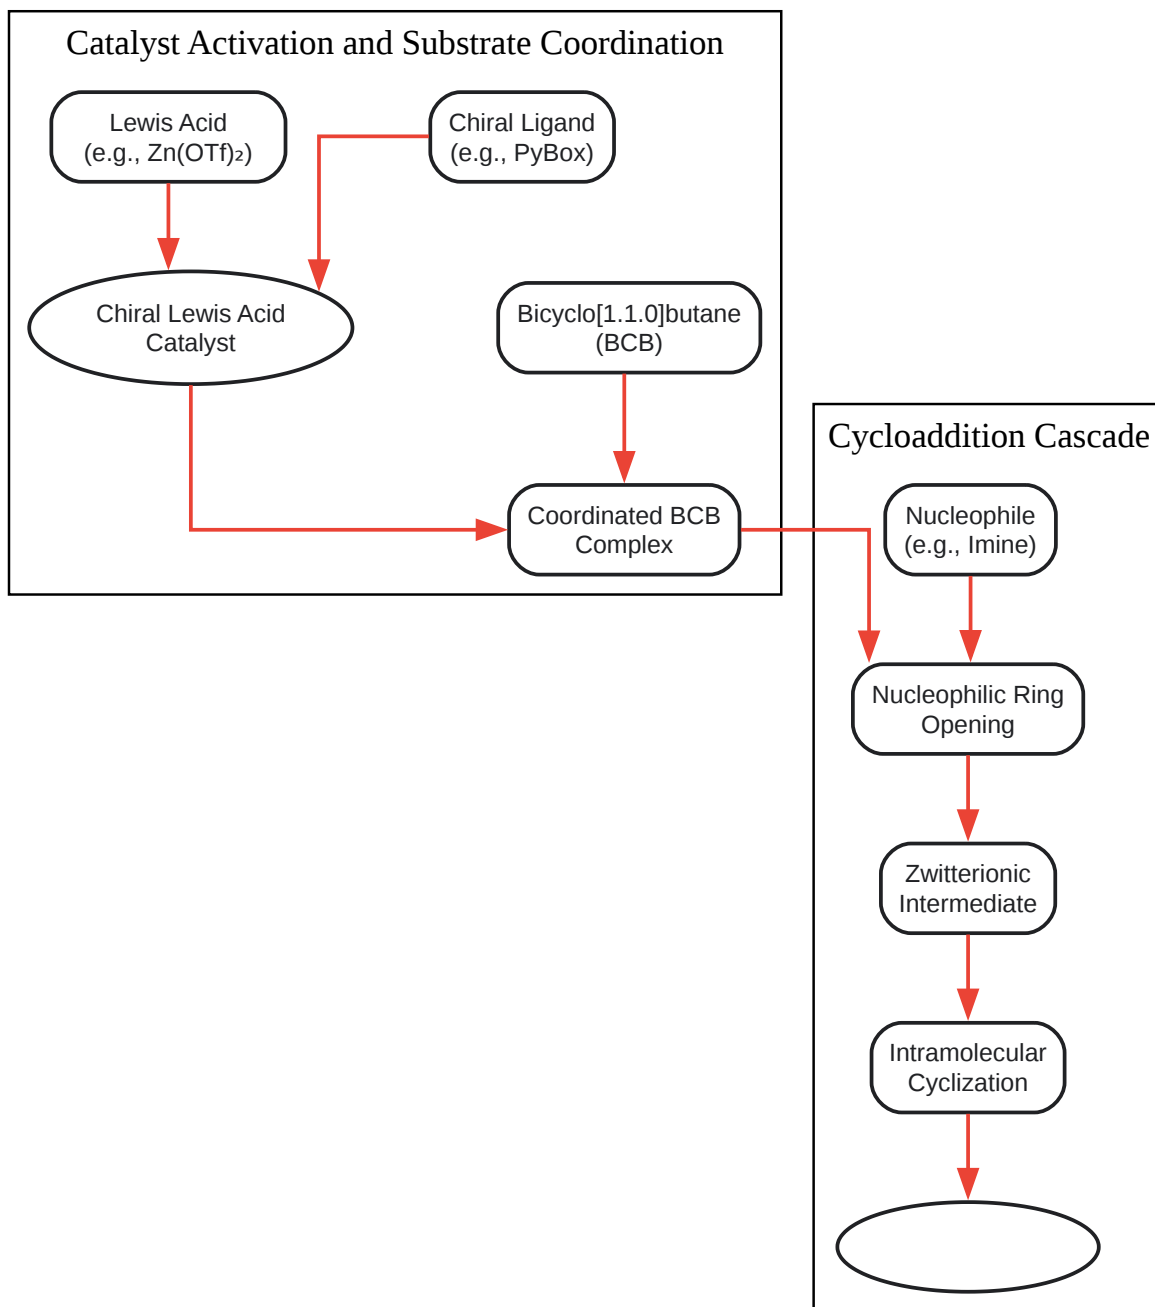 Catalyst Activation and Substrate Coordination
Lewis Acid
(e.g., Zn(OTf)₂)
Chiral Ligand
(e.g., PyBox)
Chiral Lewis Acid
Catalyst
Bicyclo[1.1.0]butane
(BCB)
Coordinated BCB
Complex
Cycloaddition Cascade
Nucleophile
(e.g., Imine)
Nucleophilic Ring
Opening
Zwitterionic
Intermediate
Intramolecular
Cyclization